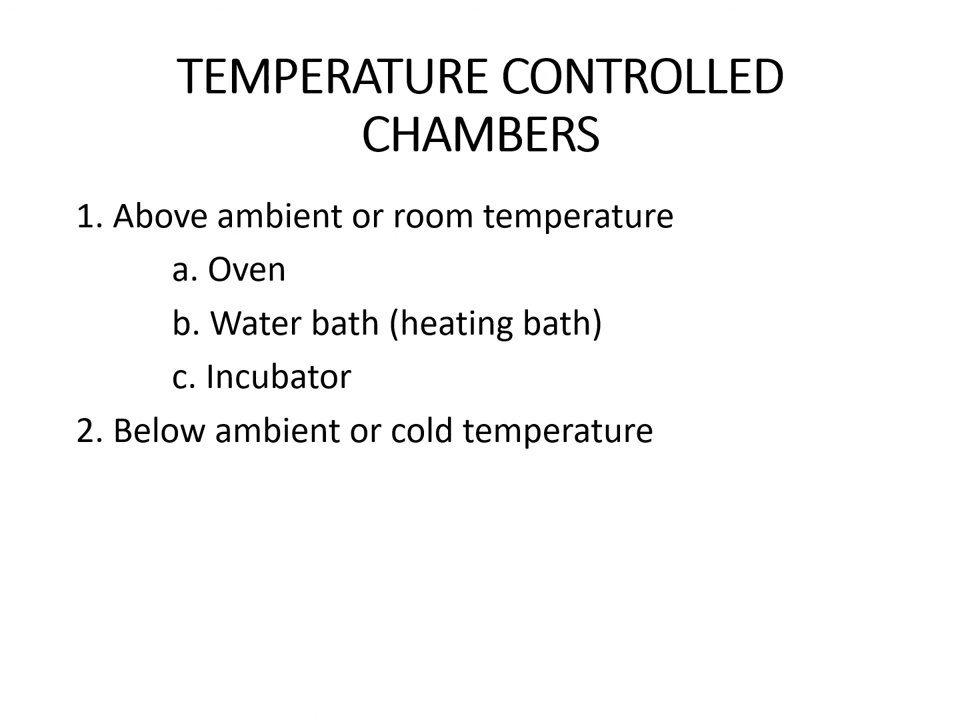 TEMPERATURE CONTROLLED
CHAMBERS
1. Above ambient or room temperature
a. Oven
b. Water bath (heating bath)
c. Incubator
2. Below ambient or cold temperature